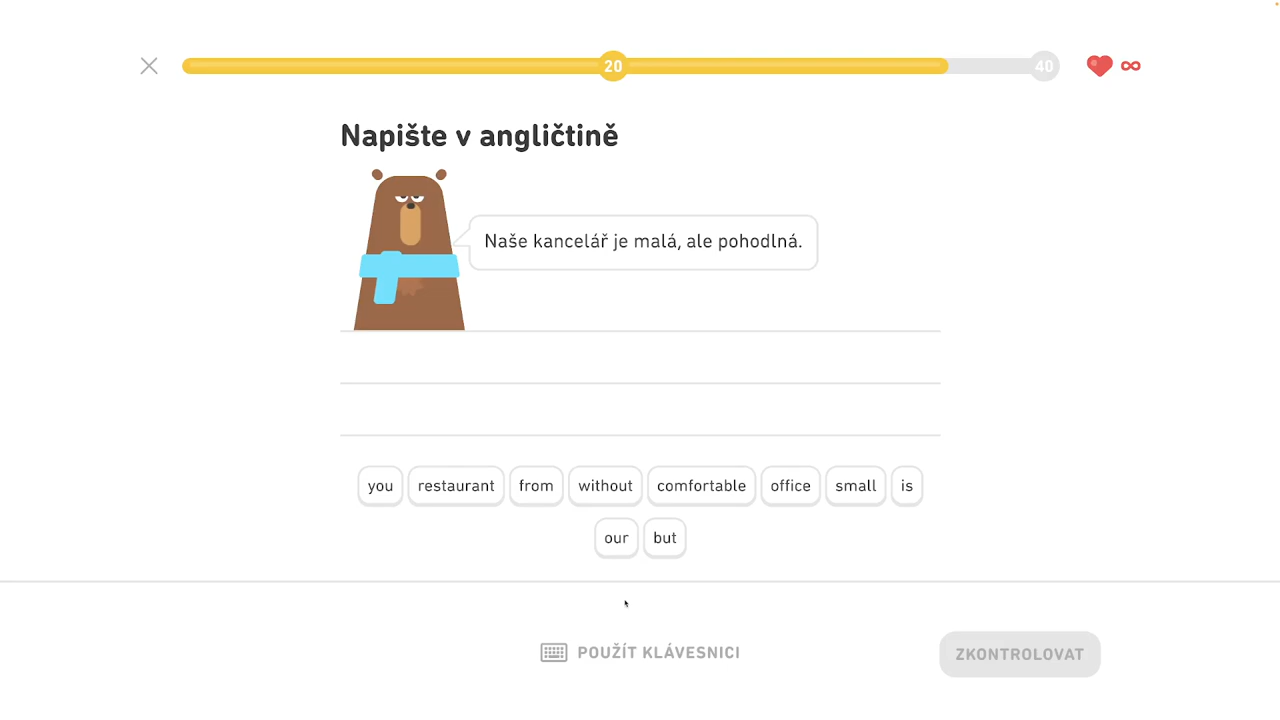 20
40
∞
Napište v angličtině
Naše kancelář je malá, ale pohodlná.
you restaurant from without comfortable office small is
our but
POUŽÍT KLÁVESNICI
ZKONTROLOVAT